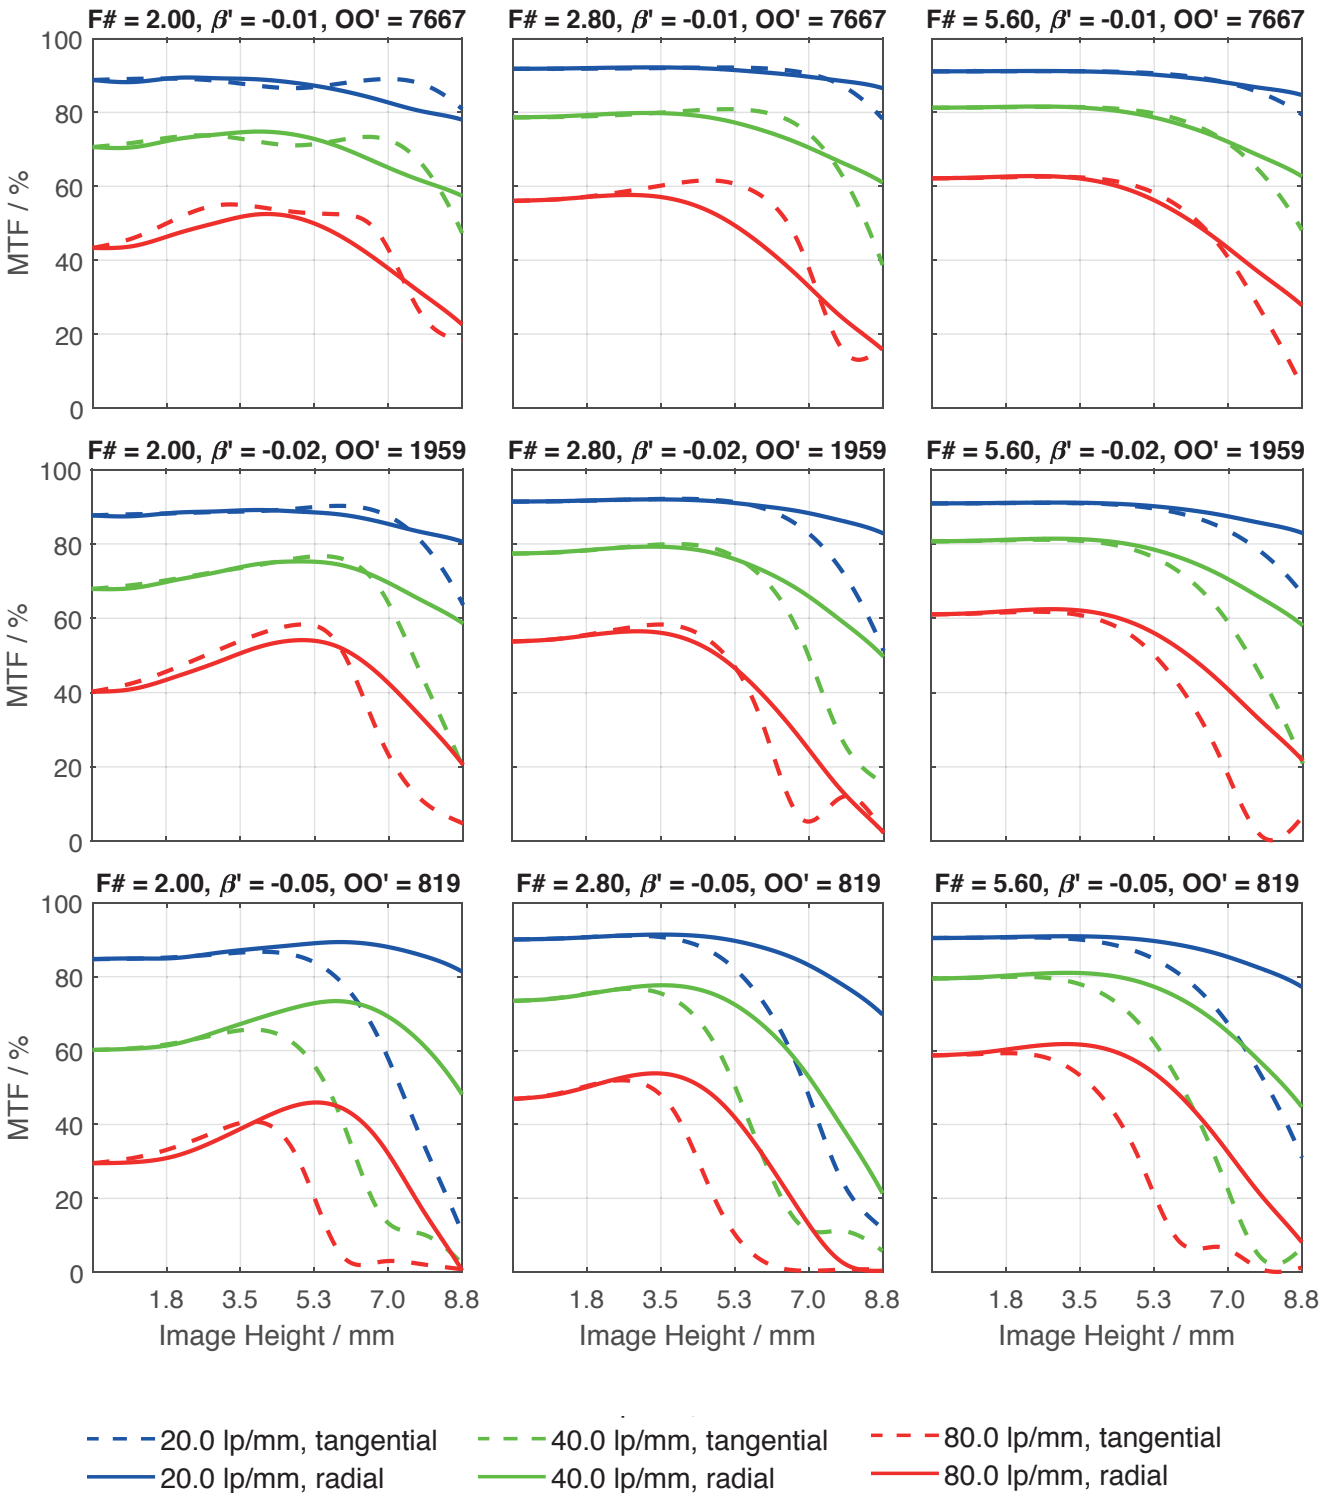 F# = 2.00, β' = -0.01, OO' = 7667
F# = 2.80, β' = -0.01, OO' = 7667
F# = 5.60, β' = -0.01, OO' = 7667
100
80
60
40
20
0
MTF / %
F# = 2.00, β' = -0.02, OO' = 1959
F# = 2.80, β' = -0.02, OO' = 1959
F# = 5.60, β' = -0.02, OO' = 1959
100
80
60
40
20
0
MTF / %
F# = 2.00, β' = -0.05, OO' = 819
F# = 2.80, β' = -0.05, OO' = 819
F# = 5.60, β' = -0.05, OO' = 819
100
80
60
40
20
0
MTF / %
1.8 3.5 5.3 7.0 8.8
1.8 3.5 5.3 7.0 8.8
1.8 3.5 5.3 7.0 8.8
Image Height / mm
Image Height / mm
Image Height / mm
20.0 lp/mm, tangential
40.0 lp/mm, tangential
80.0 lp/mm, tangential
20.0 lp/mm, radial
40.0 lp/mm, radial
80.0 lp/mm, radial